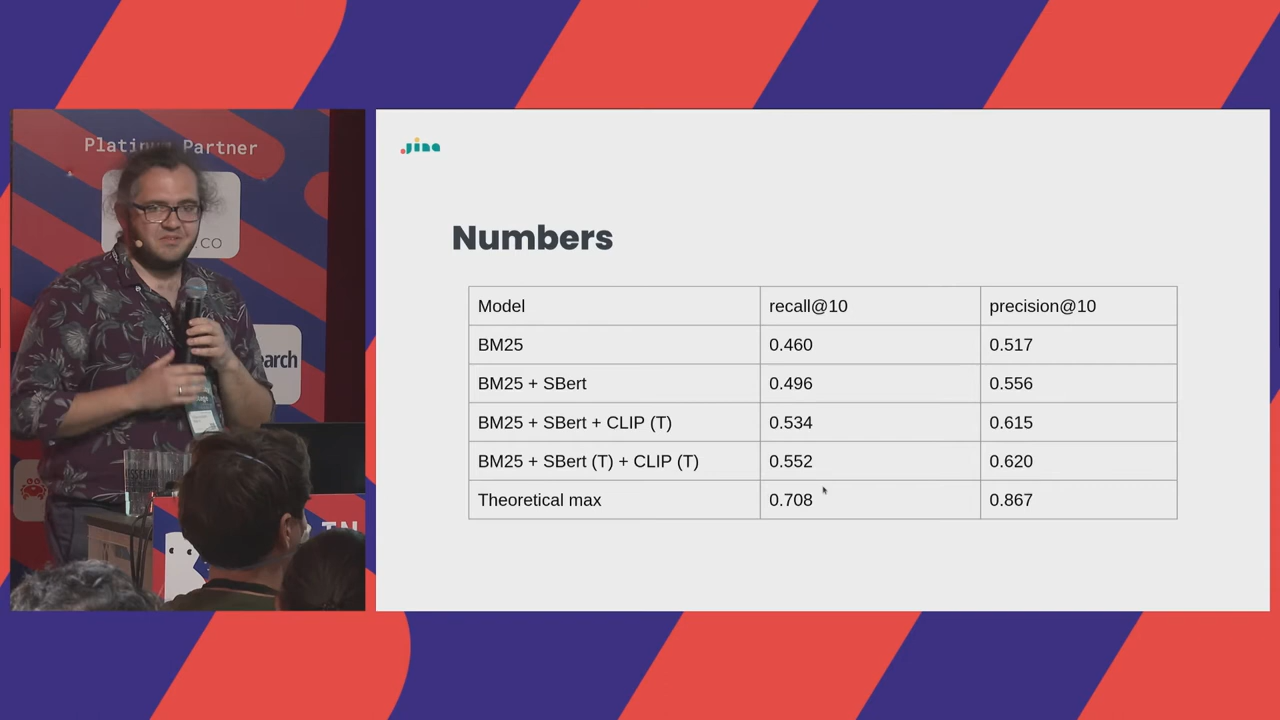 Platinum Partner
.CO
earch
.jina
Numbers
Model recall@10 precision@10
BM25 0.460 0.517
BM25 + SBert 0.496 0.556
BM25 + SBert + CLIP (T) 0.534 0.615
BM25 + SBert (T) + CLIP (T) 0.552 0.620
Theoretical max 0.708 0.867